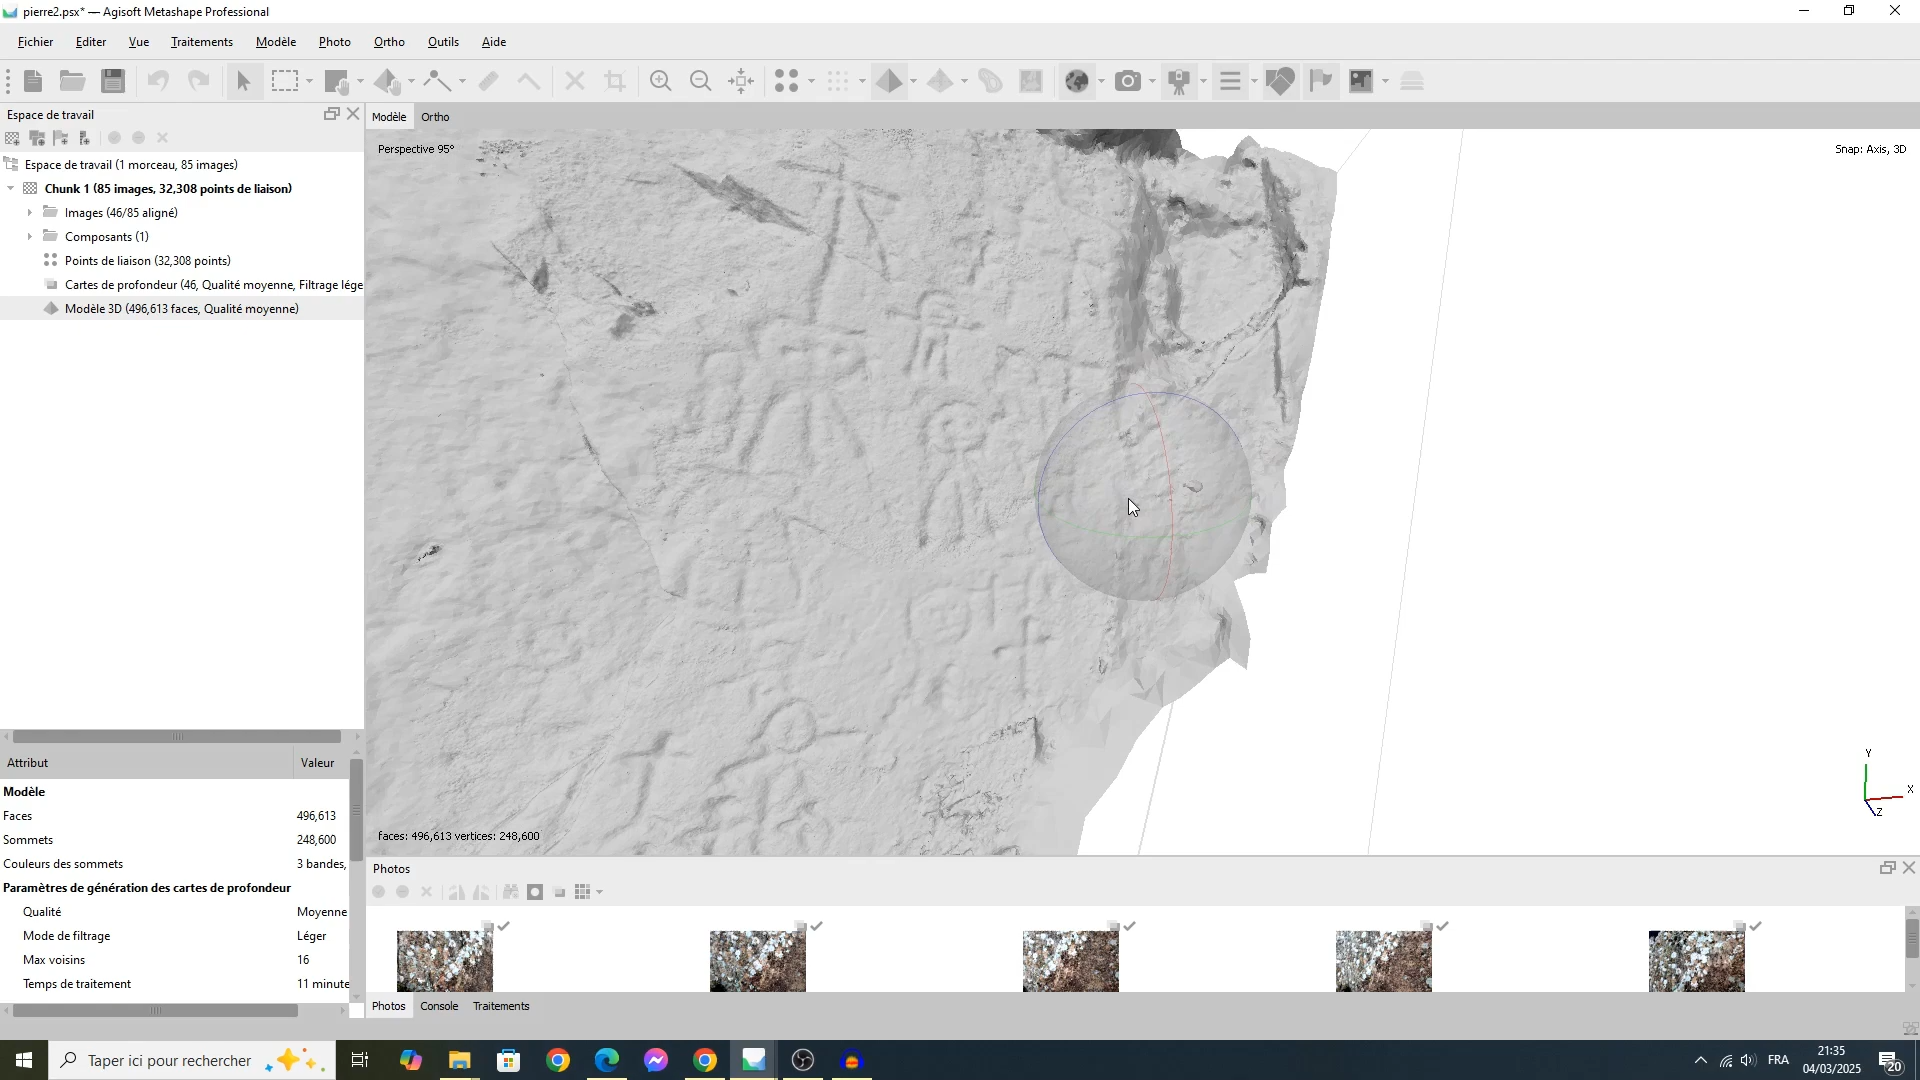 pierre2.psx* — Agisoft Metashape Professional
Fichier Editer Vue Traitements Modèle Photo Ortho Outils Aide
Espace de travail
Modèle Ortho
Perspective 95°
Snap: Axis, 3D
Espace de travail (1 morceau, 85 images)
Chunk 1 (85 images, 32,308 points de liaison)
Images (46/85 aligné)
Composants (1)
Points de liaison (32,308 points)
Cartes de profondeur (46, Qualité moyenne, Filtrage lége
Modèle 3D (496,613 faces, Qualité moyenne)
Attribut Valeur
Modèle
Faces 496,613
Sommets 248,600
Couleurs des sommets 3 bandes,
Paramètres de génération des cartes de profondeur
Qualité Moyenne
Mode de filtrage Léger
Max voisins 16
Temps de traitement 11 minute
faces: 496,613 vertices: 248,600
Y
X
Z
Photos
Photos Console Traitements
Taper ici pour rechercher
FRA
21:35
04/03/2025
20